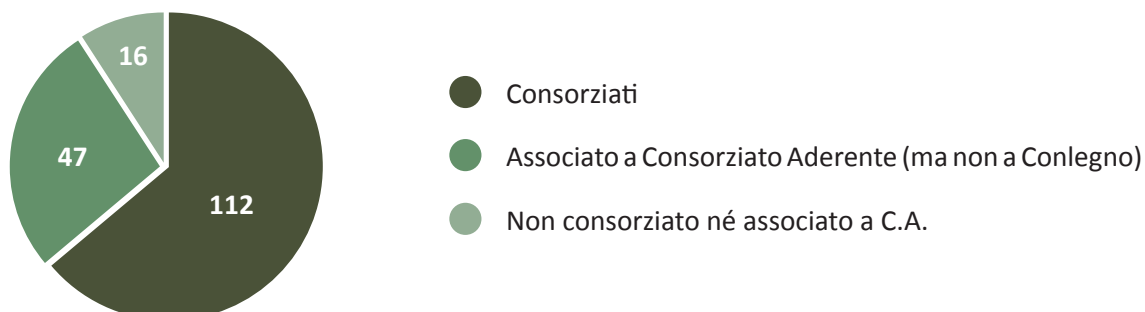 16
47
112
Consorziati
Associato a Consorziato Aderente (ma non a Conlegno)
Non consorziato né associato a C.A.